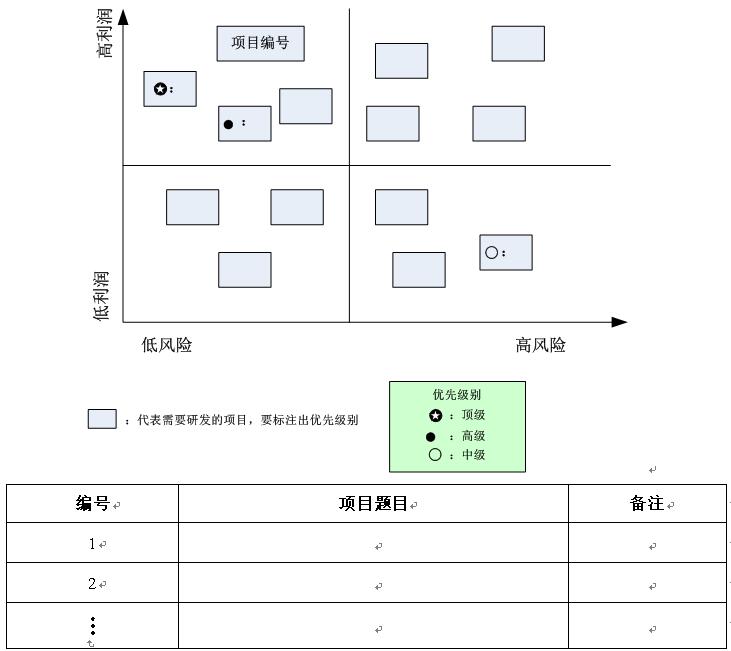 高利润
项目编号
：
：
低利润
：
低风险
高风险
：代表需要研发的项目，要标注出优先级别
优先级别
：顶级
：高级
：中级
编号
项目题目
备注
1
2
⋮